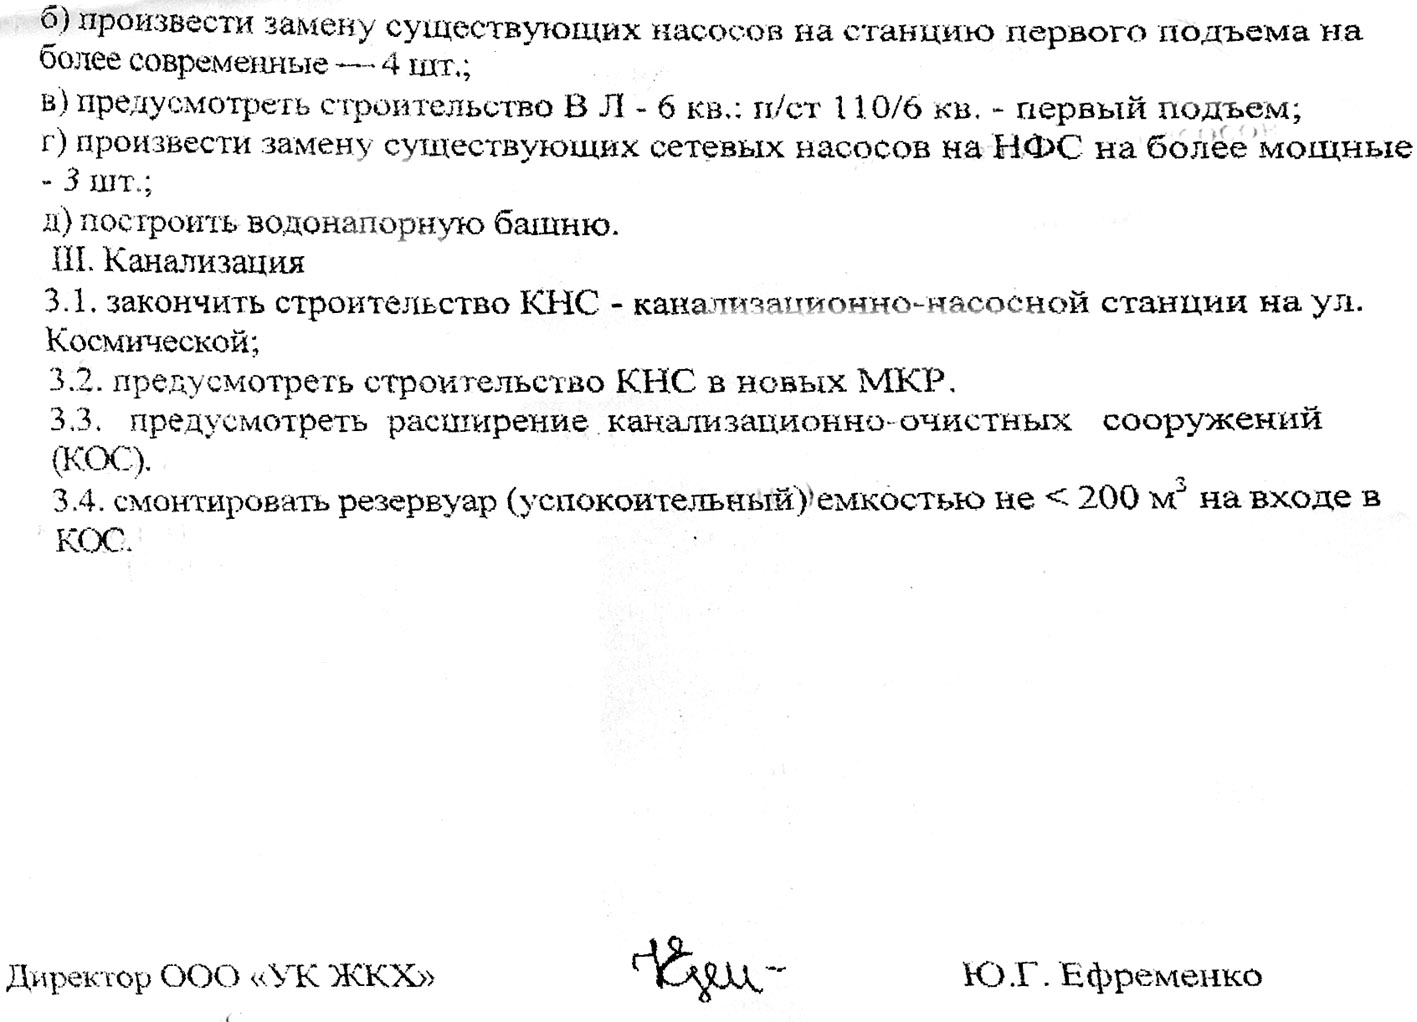 б) произвести замену существующих насосов на станцию первого подъема на
более современные — 4 шт.;
в) предусмотреть строительство В Л - 6 кв.: п/ст 110/6 кв. - первый подъем;
г) произвести замену существующих сетевых насосов на НФС на более мощные
- 3 шт.;
д) построить водонапорную башню.
III. Канализация
3.1. закончить строительство КНС - канализационно-насосной станции на ул.
Космической;
3.2. предусмотреть строительство КНС в новых МКР.
3.3. предусмотреть расширение канализационно-очистных сооружений
(КОС).
3.4. смонтировать резервуар (успокоительный) емкостью не < 200 м³ на входе в
КОС.
Директор ООО «УК ЖКХ» Ю.Г. Ефременко